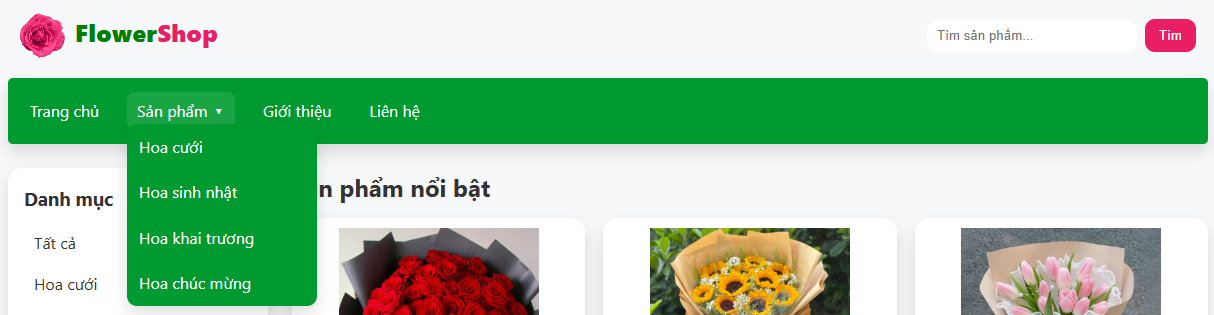 FlowerShop
Tìm sản phẩm...
Tìm
Trang chủ
Sản phẩm ▼
Giới thiệu
Liên hệ
Hoa cưới
Hoa sinh nhật
Hoa khai trương
Hoa chúc mừng
Danh mục
Tất cả
Hoa cưới
n phẩm nổi bật